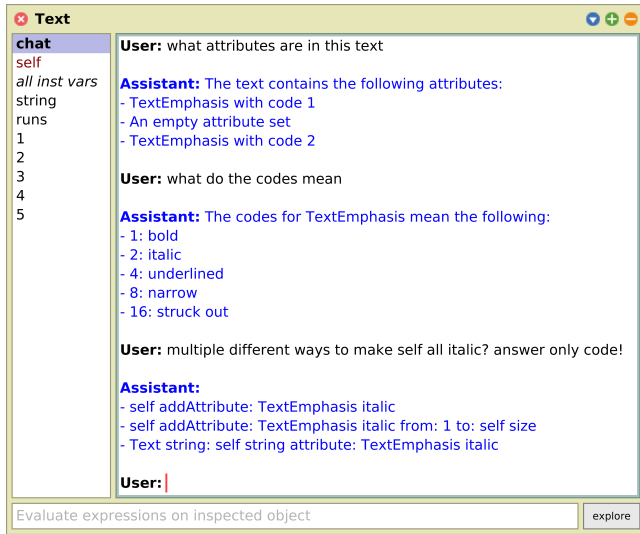 Text
chat
self
all inst vars
string
runs
1
2
3
4
5
User: what attributes are in this text
Assistant: The text contains the following attributes:
- TextEmphasis with code 1
- An empty attribute set
- TextEmphasis with code 2
User: what do the codes mean
Assistant: The codes for TextEmphasis mean the following:
- 1: bold
- 2: italic
- 4: underlined
- 8: narrow
- 16: struck out
User: multiple different ways to make self all italic? answer only code!
Assistant:
- self addAttribute: TextEmphasis italic
- self addAttribute: TextEmphasis italic from: 1 to: self size
- Text string: self string attribute: TextEmphasis italic
User:
Evaluate expressions on inspected object
explore